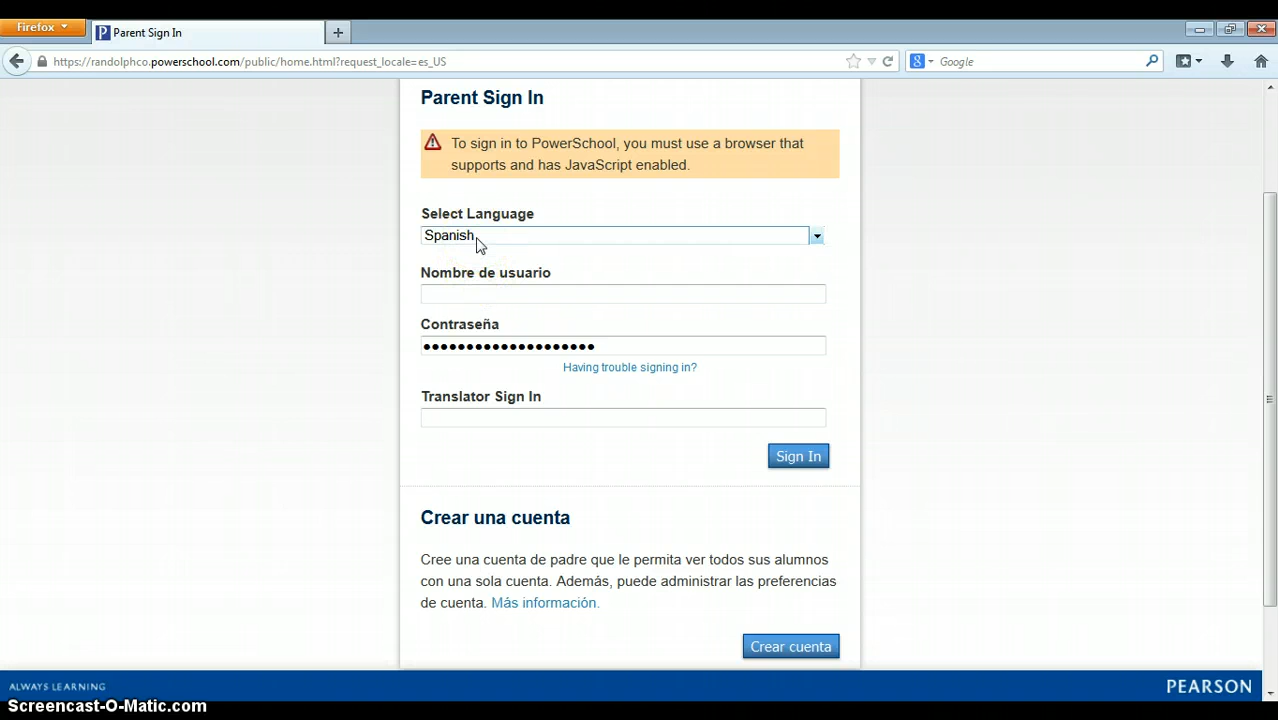 Firefox
Parent Sign In
https://randolphco.powerschool.com/public/home.html?request_locale=es_US
Google
Parent Sign In
To sign in to PowerSchool, you must use a browser that
supports and has JavaScript enabled.
Select Language
Spanish
Nombre de usuario
Contraseña
••••••••••••••••••••
Having trouble signing in?
Translator Sign In
Sign In
Crear una cuenta
Cree una cuenta de padre que le permita ver todos sus alumnos
con una sola cuenta. Además, puede administrar las preferencias
de cuenta. Más información.
Crear cuenta
ALWAYS LEARNING
PEARSON
Screencast-O-Matic.com